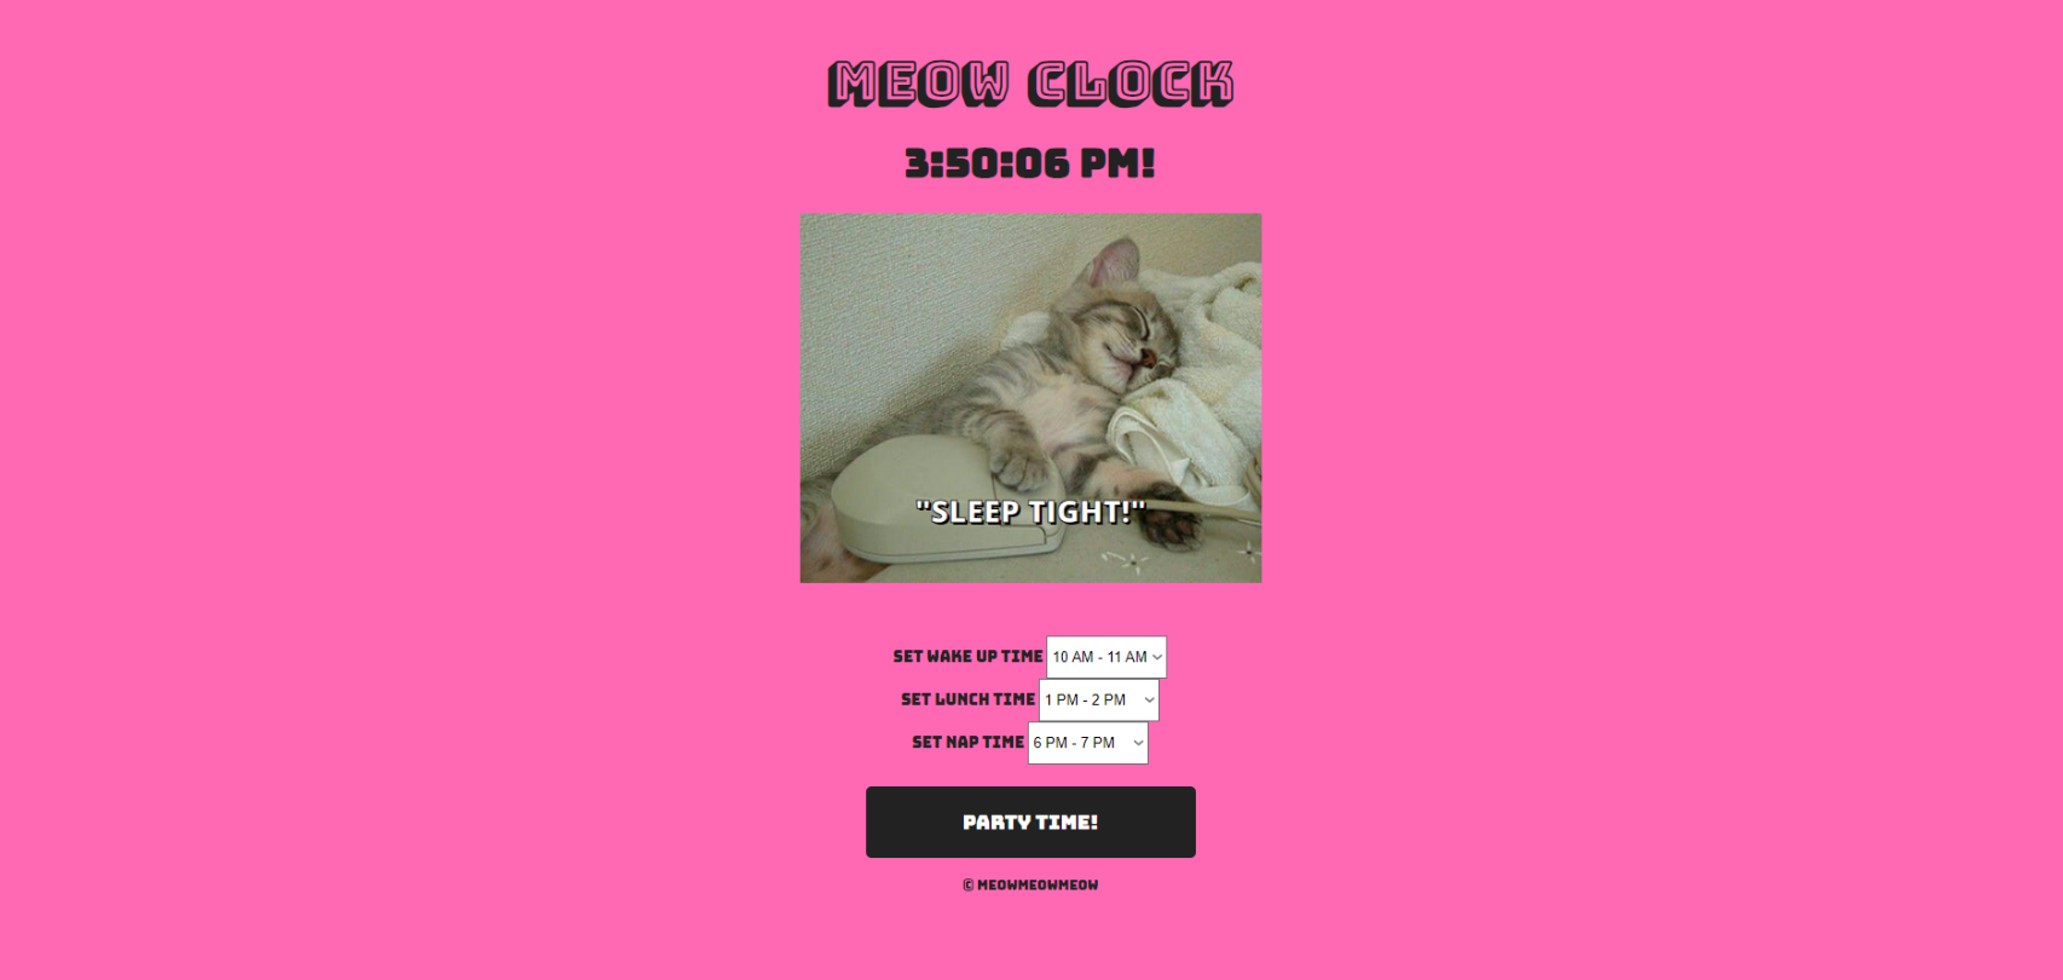 MEOW CLOCK
3:50:06 PM!
"SLEEP TIGHT!"
SET WAKE UP TIME 10 AM - 11 AM
SET LUNCH TIME 1 PM - 2 PM
SET NAP TIME 6 PM - 7 PM
PARTY TIME!
© MEOWMEOWMEOW